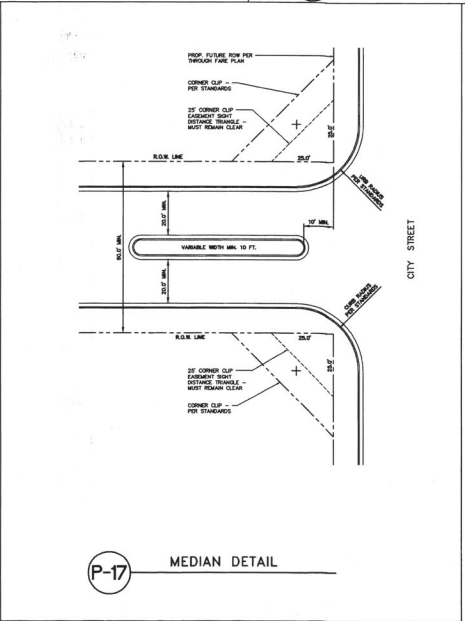 PROP. FUTURE ROW PER
THROUGH FARE PLAN
CORNER CLIP -
PER STANDARDS
25' CORNER CLIP
EASEMENT SIGHT
DISTANCE TRIANGLE -
MUST REMAIN CLEAR
25.0'
R.O.W. LINE
25.0'
URB RADIUS
PER STANDARDS
20.0' MIN.
10' MIN.
60.0' MIN.
VARIABLE WIDTH MIN. 10 FT.
CITY STREET
20.0' MIN.
CURB RADIUS
PER STANDARDS
R.O.W. LINE
25.0'
25.0'
25' CORNER CLIP
EASEMENT SIGHT
DISTANCE TRIANGLE -
MUST REMAIN CLEAR
CORNER CLIP -
PER STANDARDS
P-17
MEDIAN DETAIL